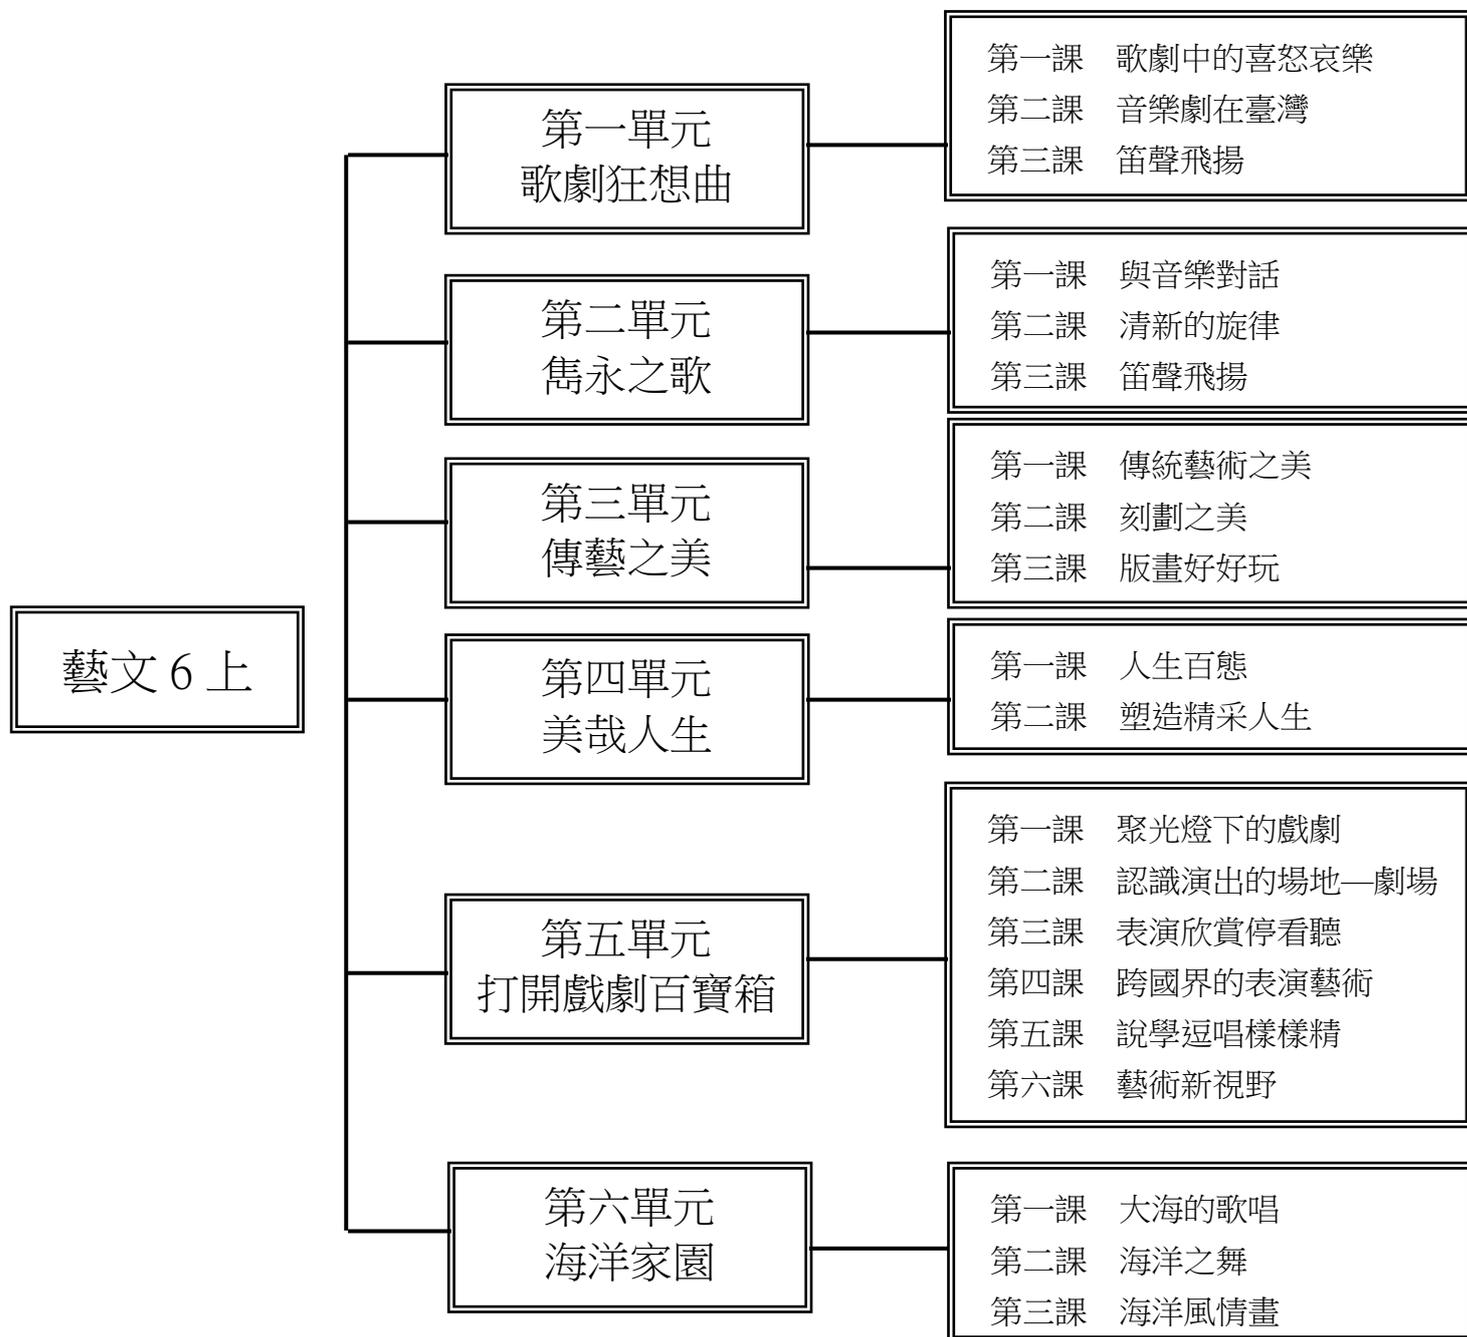 藝文 6 上
第一單元
歌劇狂想曲
第一課　歌劇中的喜怒哀樂
第二課　音樂劇在臺灣
第三課　笛聲飛揚
第二單元
雋永之歌
第一課　與音樂對話
第二課　清新的旋律
第三課　笛聲飛揚
第三單元
傳藝之美
第一課　傳統藝術之美
第二課　刻劃之美
第三課　版畫好好玩
第四單元
美哉人生
第一課　人生百態
第二課　塑造精采人生
第五單元
打開戲劇百寶箱
第一課　聚光燈下的戲劇
第二課　認識演出的場地—劇場
第三課　表演欣賞停看聽
第四課　跨國界的表演藝術
第五課　說學逗唱樣樣精
第六課　藝術新視野
第六單元
海洋家園
第一課　大海的歌唱
第二課　海洋之舞
第三課　海洋風情畫